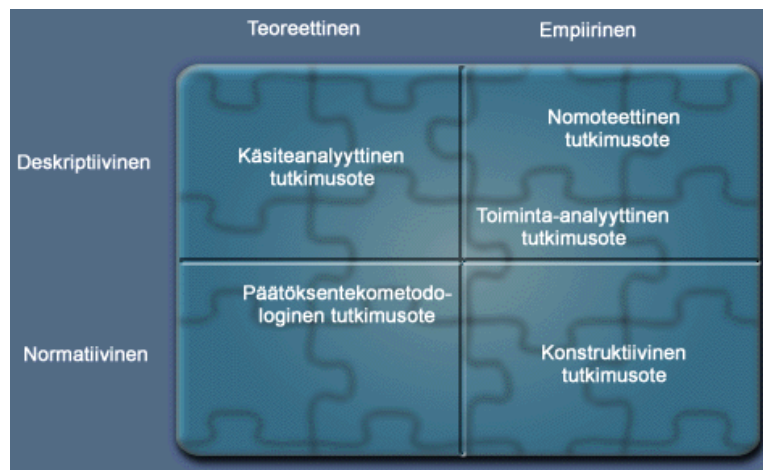 Teoreettinen
Empiirinen
Deskriptiivinen
Käsiteanalyyttinen
tutkimusote
Nomoteettinen
tutkimusote
Toiminta-analyyttinen
tutkimusote
Normatiivinen
Päätöksentekometodo-
loginen tutkimusote
Konstruktiivinen
tutkimusote